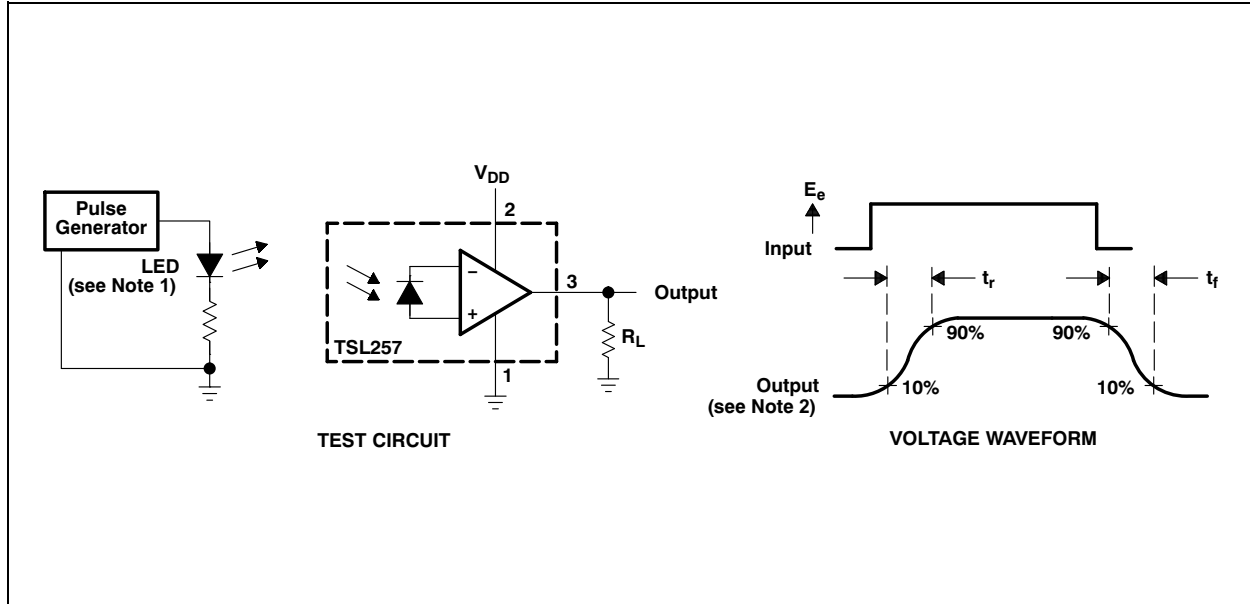 Pulse
Generator
LED
(see Note 1)
V_DD
2
−
+
3
Output
R_L
TSL257
1
TEST CIRCUIT
E_e
Input
t_r
t_f
90%
90%
Output
(see Note 2)
10%
10%
VOLTAGE WAVEFORM